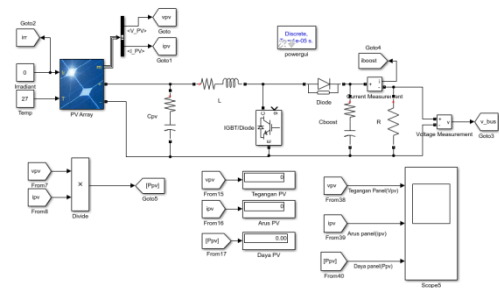 Goto2
irr
<V_PV>
vpv
Goto
<I_PV>
ipv
Goto1
Discrete,
powergui
Goto4
iboost
0
Irradiant
27
Temp
PV Array
L
Cpv
IGBT/Diode
Diode
Current Measurement
Cboost
R
Voltage Measurement
v_bus
Goto3
vpv
From7
ipv
From8
×
Divide
[Ppv]
Goto5
vpv
From15
0
Tegangan PV
ipv
From16
0
Arus PV
[Ppv]
From17
0.00
Daya PV
vpv
From38
Tegangan Panel(Vpv)
ipv
From39
Arus panel(ipv)
[Ppv]
From40
Daya panel(Ppv)
Scope5